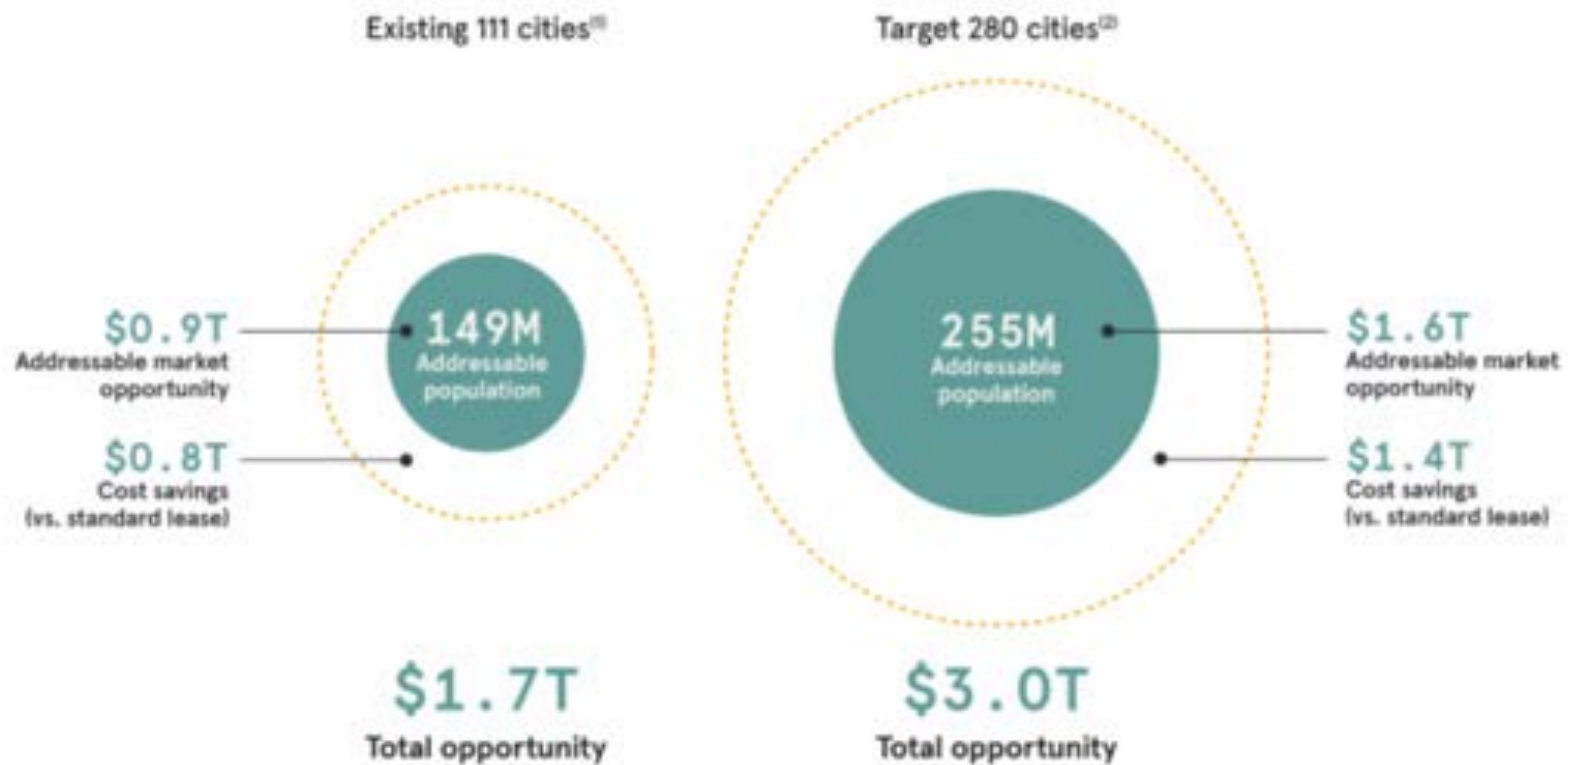 Existing 111 cities(1)
$0.9T
Addressable market
opportunity
$0.8T
Cost savings
(vs. standard lease)
149M
Addressable
population
$1.7T
Total opportunity
Target 280 cities(2)
255M
Addressable
population
$1.6T
Addressable market
opportunity
$1.4T
Cost savings
(vs. standard lease)
$3.0T
Total opportunity